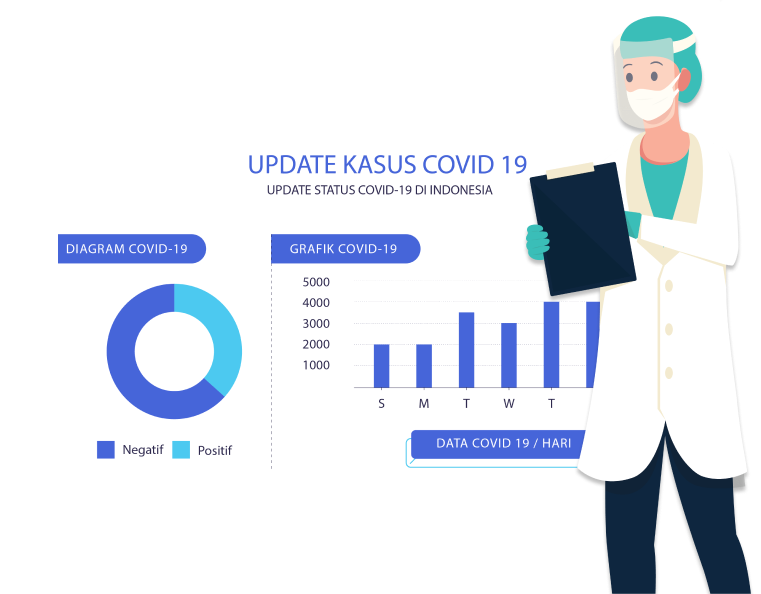 UPDATE KASUS COVID 19
UPDATE STATUS COVID-19 DI INDONESIA
DIAGRAM COVID-19
Negatif
Positif
GRAFIK COVID-19
5000
4000
3000
2000
1000
S M T W T
DATA COVID 19 / HARI